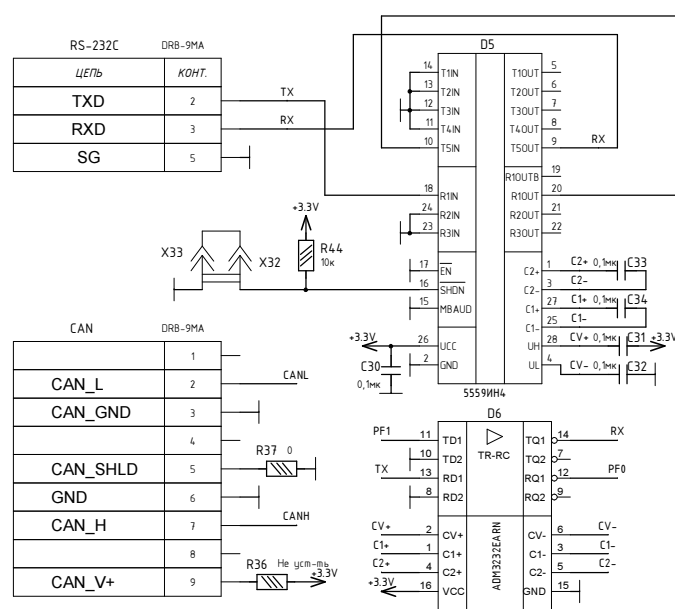 RS-232C DRB-9MA
ЦЕПЬ КОНТ.
TXD 2 TX
RXD 3 RX
SG 5
D5
14 T1IN T1OUT 5
13 T2IN T2OUT 6
12 T3IN T3OUT 7
11 T4IN T4OUT 8
10 T5IN T5OUT 9 RX
R1OUTB 19
18 R1IN R1OUT 20
24 R2IN R2OUT 21
23 R3IN R3OUT 22
17 EN C2+ 1 C2+ 0,1мк C33
16 SHDN C2- 3 C2-
15 MBAUD C1+ 27 C1+ 0,1мк C34
C1- 25 C1-
26 UCC UH 28 CV+ 0,1мк C31 +3.3V
2 GND UL 4 CV- 0,1мк C32
5559ИН4
X33 X32
+3.3V
R44
10к
+3.3V
C30
0,1мк
CAN DRB-9MA
1
CAN_L 2 CANL
CAN_GND 3
4
CAN_SHLD 5 R37 0
GND 6
CAN_H 7 CANH
8
CAN_V+ 9 R36 Не уст-ть +3.3V
D6
TR-RC
PF1 11 TD1 TQ1 14 RX
10 TD2 TQ2 7
TX 13 RD1 RQ1 12 PF0
8 RD2 RQ2 9
ADM3232EARN
CV+ 2 CV+ CV- 6 CV-
C1+ 1 C1+ C1- 3 C1-
C2+ 4 C2+ C2- 5 C2-
+3.3V 16 VCC GND 15